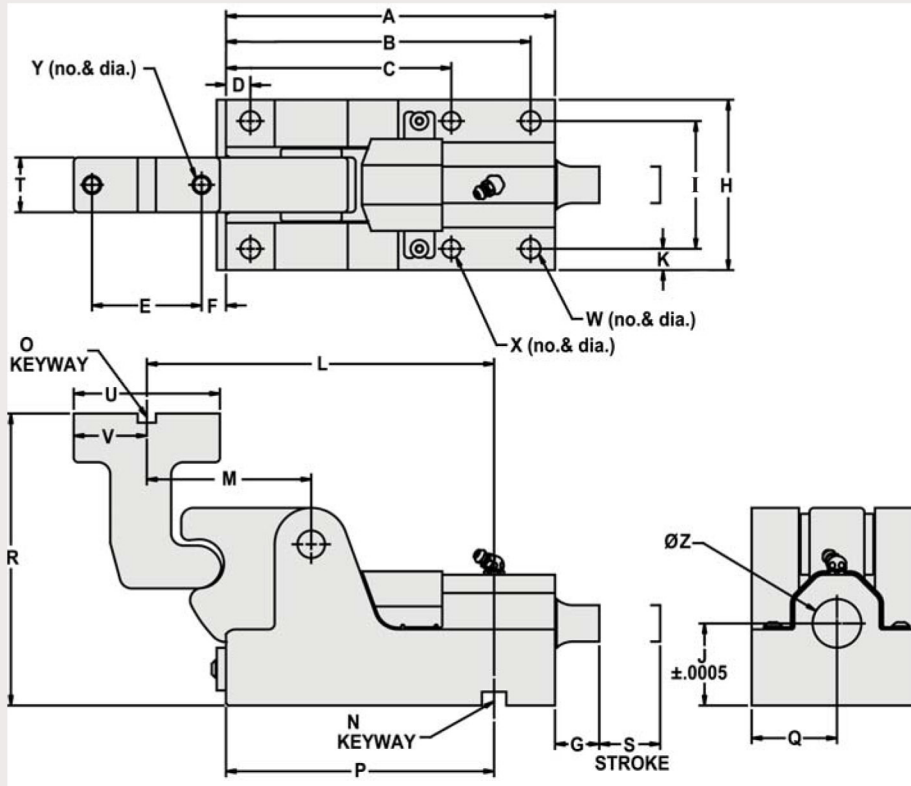 A
B
Y (no.& dia.)
C
D
T
I
H
K
E
F
W (no.& dia.)
X (no.& dia.)
O
KEYWAY
L
U
V
M
R
ØZ
J
±.0005
N
KEYWAY
G
S
STROKE
Q
P